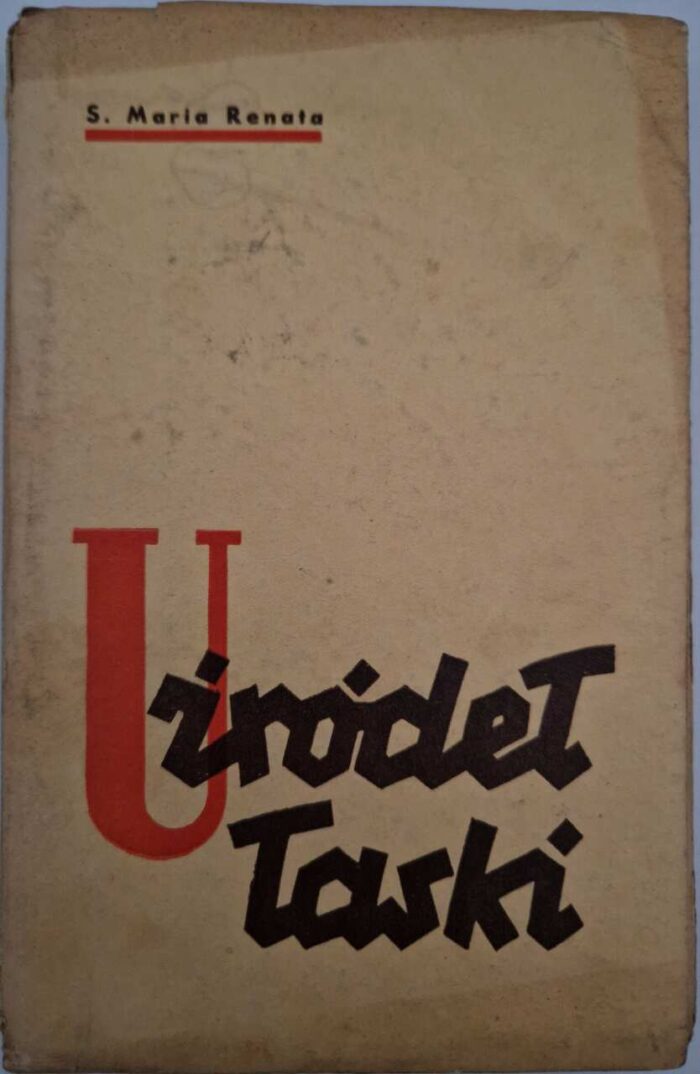 S. Maria Renata
U źródeł
łaski